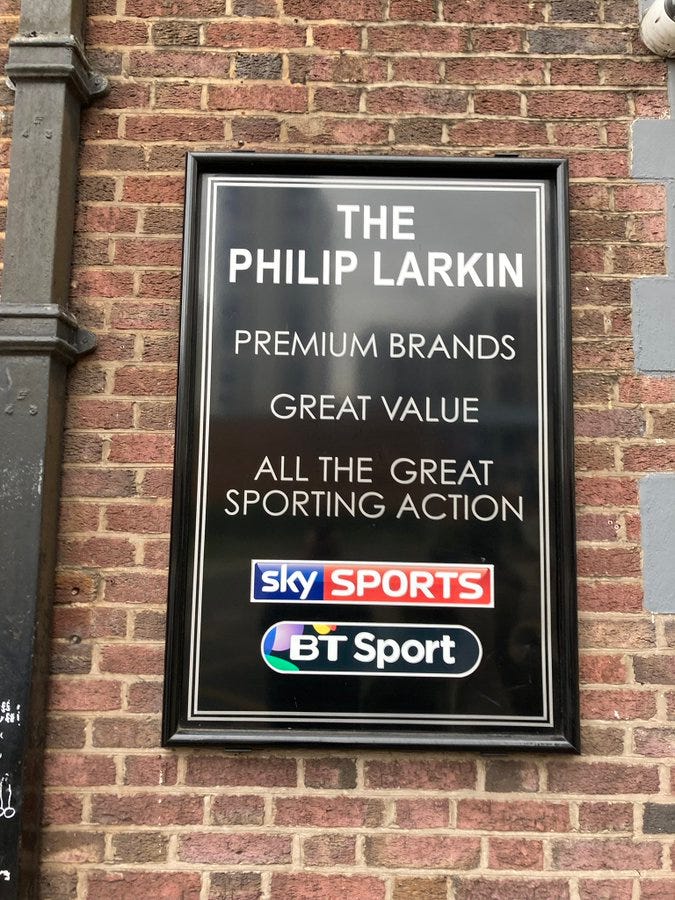 THE
PHILIP LARKIN
PREMIUM BRANDS
GREAT VALUE
ALL THE GREAT
SPORTING ACTION
sky SPORTS
BT Sport